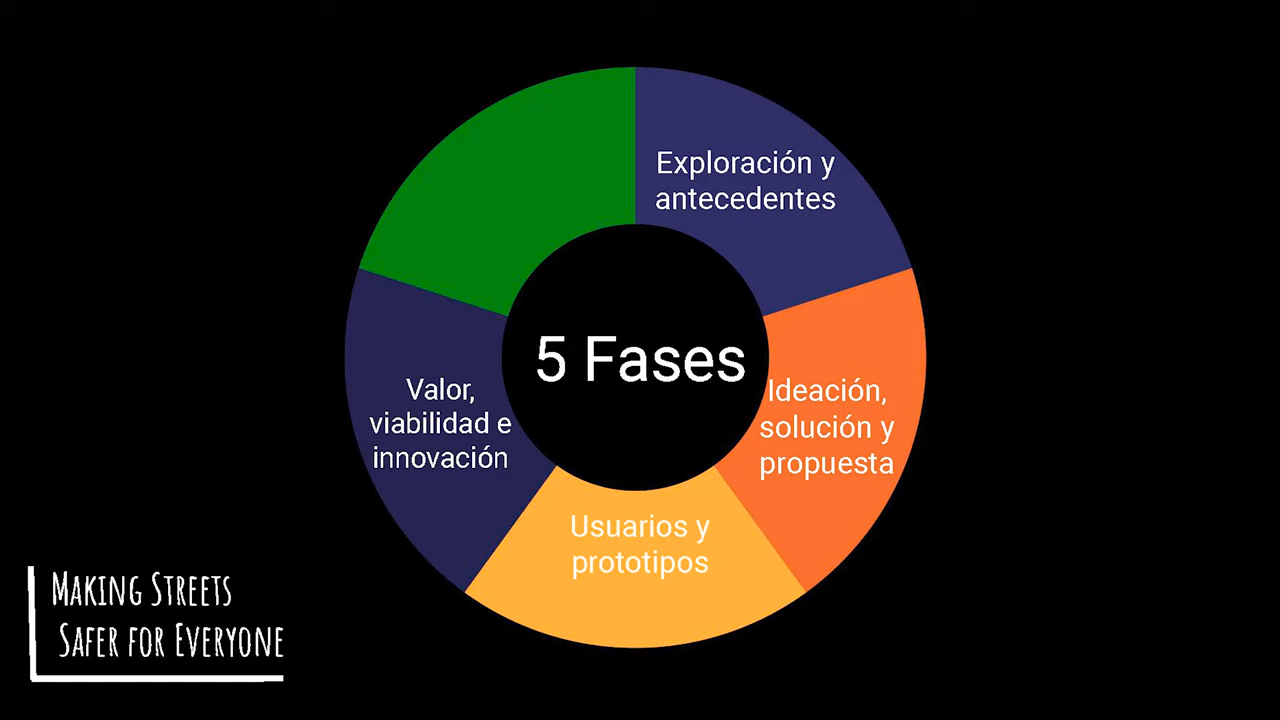 Exploración y
antecedentes
Ideación,
solución y
propuesta
Usuarios y
prototipos
Valor,
viabilidad e
innovación
5 Fases
Making Streets
Safer for Everyone